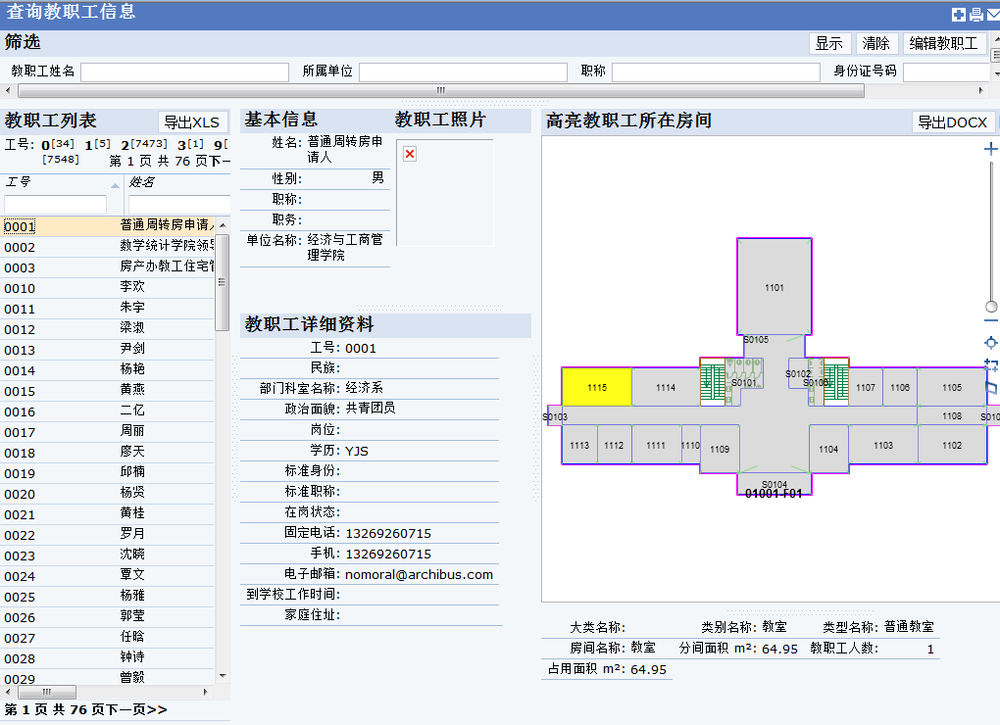 查询教职工信息
筛选
显示 清除 编辑教职工
教职工姓名 所属单位 职称 身份证号码
教职工列表 导出XLS
工号: 0[34] 1[5] 2[7473] 3[1] 9[
[7548] 第 1 页 共 76 页下一
工号 姓名
0001 普通周转房申请人
0002 数学统计学院领导
0003 房产办教工住宅管
0010 李欢
0011 朱宇
0012 梁淑
0013 尹剑
0014 杨艳
0015 黄燕
0016 二亿
0017 周丽
0018 廖天
0019 邱楠
0020 杨贤
0021 黄桂
0022 罗月
0023 沈晓
0024 覃文
0025 杨雅
0026 郭莹
0027 任晗
0028 钟诗
0029 曾毅
第 1 页 共 76 页下一页>>
基本信息 教职工照片
姓名: 普通周转房申
请人
性别: 男
职称:
职务:
单位名称: 经济与工商管
理学院
教职工详细资料
工号: 0001
民族:
部门科室名称: 经济系
政治面貌: 共青团员
岗位:
学历: YJS
标准身份:
标准职称:
在岗状态:
固定电话: 13269260715
手机: 13269260715
电子邮箱: nomoral@archibus.com
到学校工作时间:
家庭住址:
高亮教职工所在房间 导出DOCX
1101
S0105
S0101 S0102 S0106
1115 1114 1107 1106 1105
S0103 1108 S010
1113 1112 1111 1110 1109 1104 1103 1102
S0104
01001-F01
大类名称: 类别名称: 教室 类型名称: 普通教室
房间名称: 教室 分间面积 m²: 64.95 教职工人数: 1
占用面积 m²: 64.95